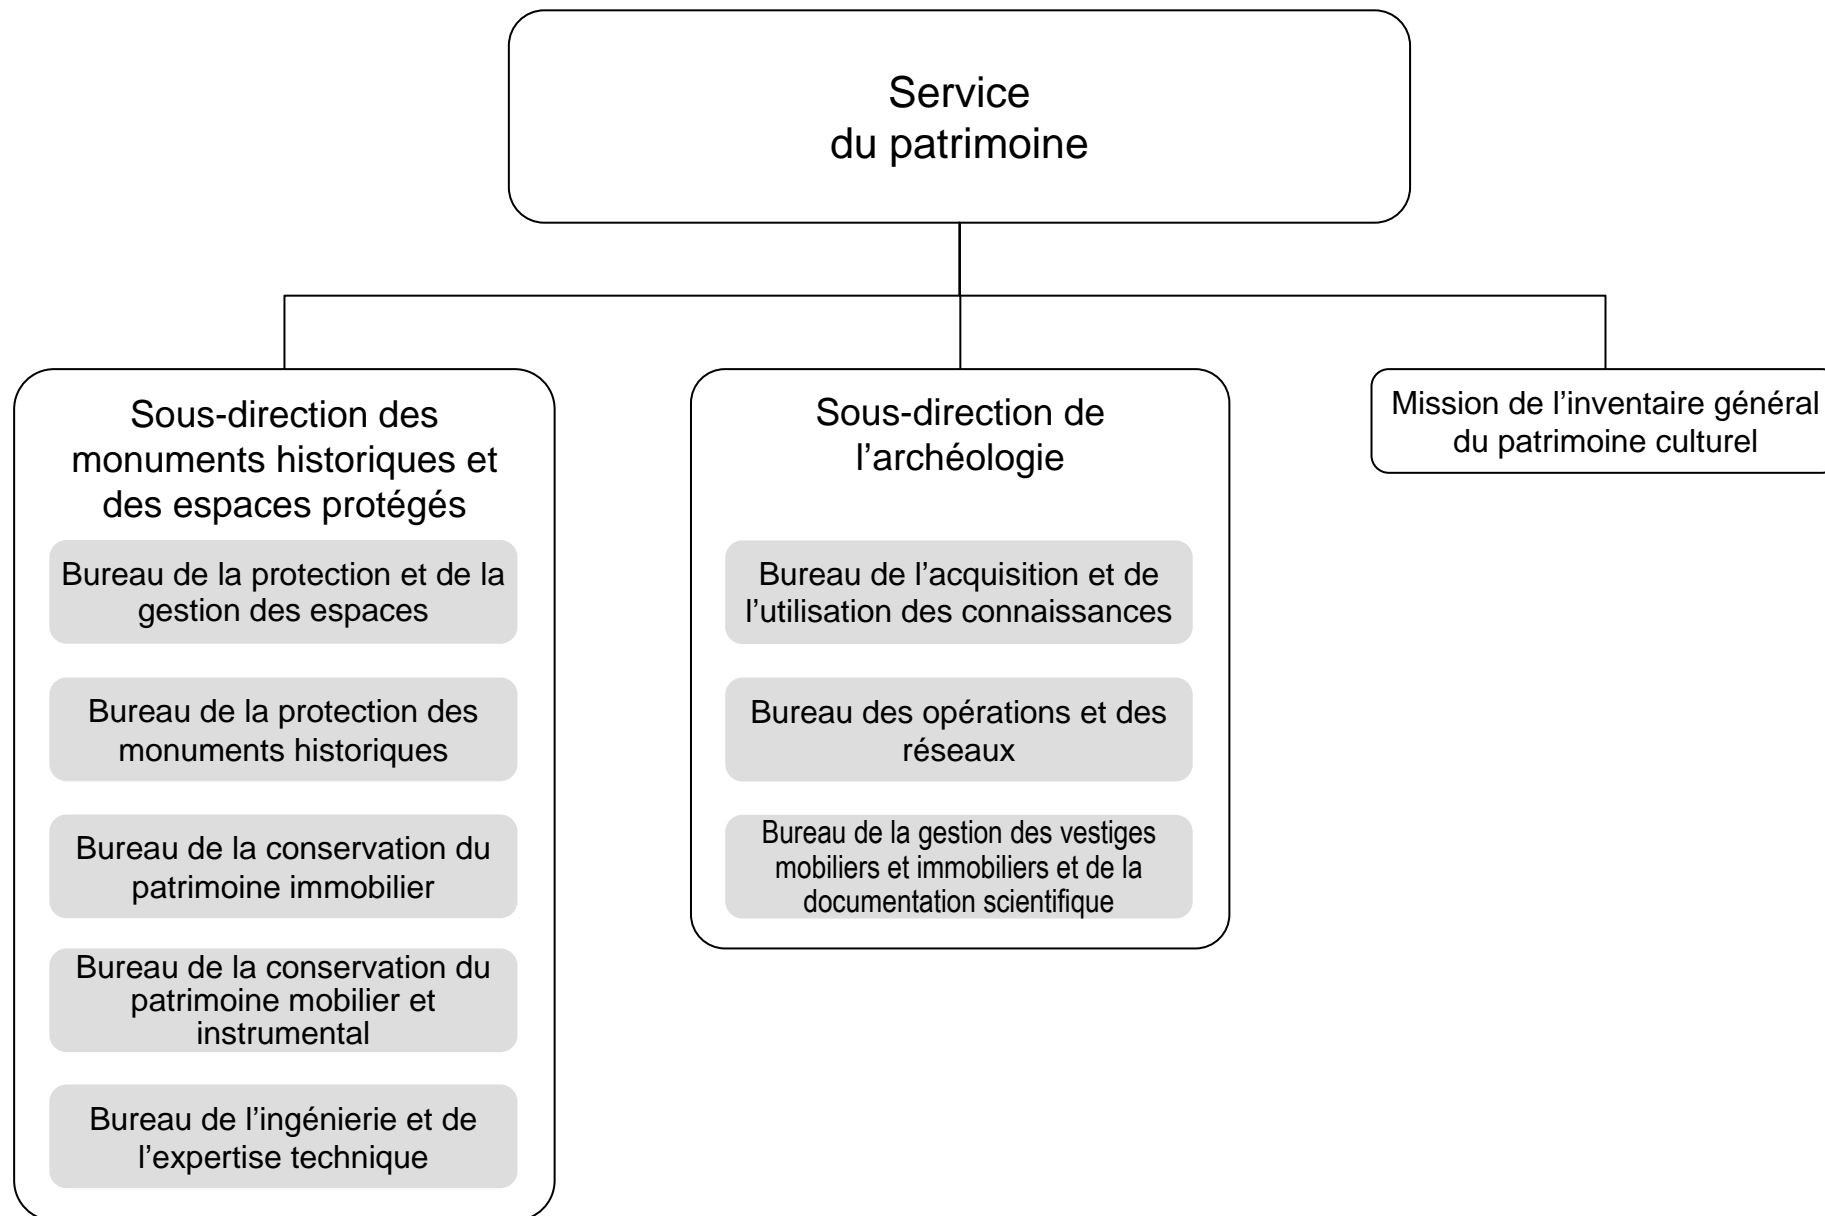 Service
du patrimoine
Sous-direction des
monuments historiques et
des espaces protégés
Bureau de la protection et de la
gestion des espaces
Bureau de la protection des
monuments historiques
Bureau de la conservation du
patrimoine immobilier
Bureau de la conservation du
patrimoine mobilier et
instrumental
Bureau de l’ingénierie et de
l’expertise technique
Sous-direction de
l’archéologie
Bureau de l’acquisition et de
l’utilisation des connaissances
Bureau des opérations et des
réseaux
Bureau de la gestion des vestiges
mobiliers et immobiliers et de la
documentation scientifique
Mission de l’inventaire général
du patrimoine culturel